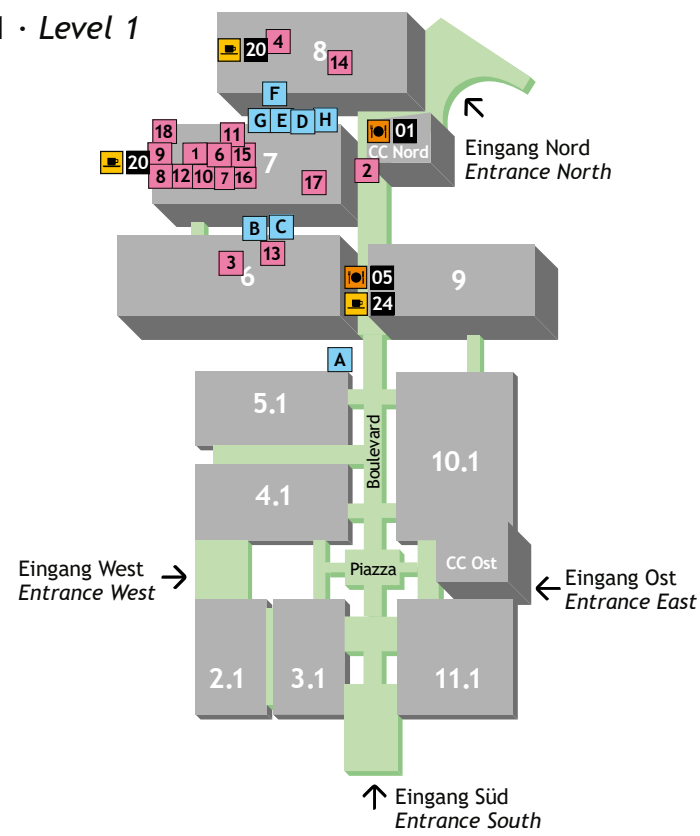 · Level 1
20 4
8
14
F
G E D H
01
CC Nord
Eingang Nord
Entrance North
18
11
9 1 6 15
7
20
8 12 10 7 16
17
2
B C
13
3
6
05
24
9
A
5.1
Boulevard
10.1
4.1
Piazza
CC Ost
Eingang West
Entrance West
Eingang Ost
Entrance East
2.1
3.1
11.1
Eingang Süd
Entrance South